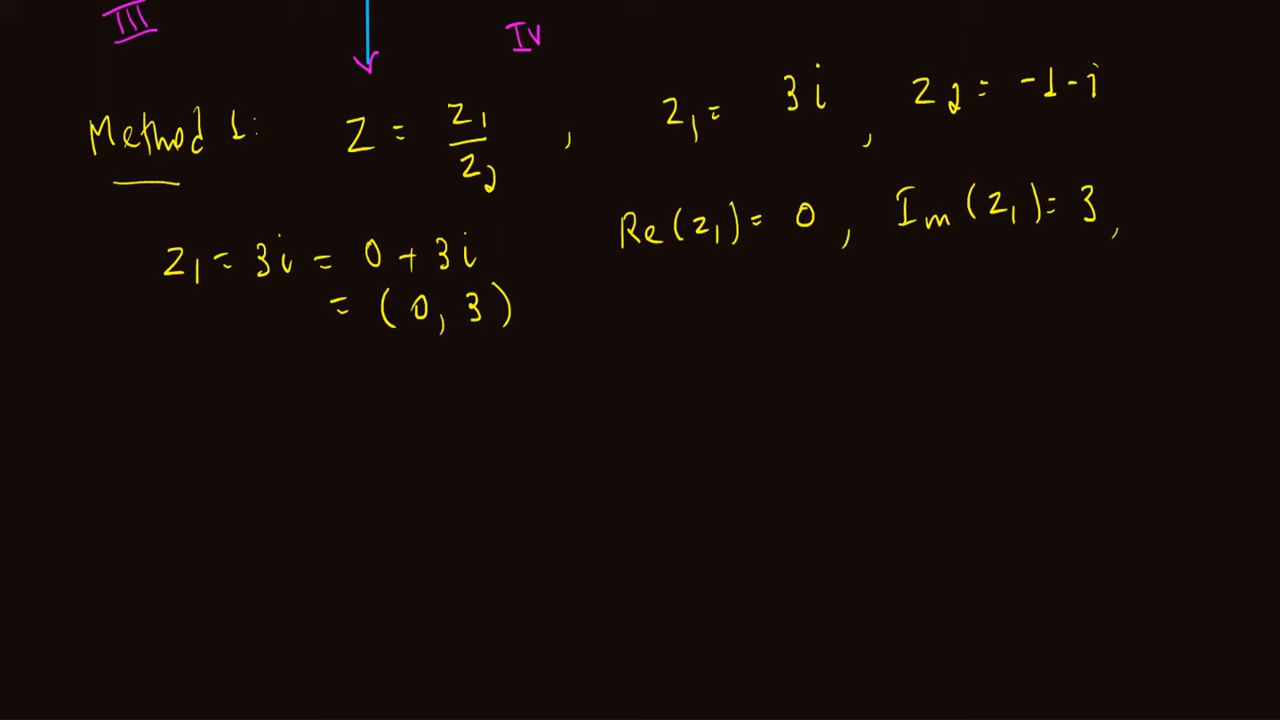 III
IV
Method 1: Z = z₁/z₂ , z₁ = 3i , z₂ = -1-i
z₁ = 3i = 0 + 3i Re(z₁) = 0 , Im(z₁) = 3 ,
= (0, 3)